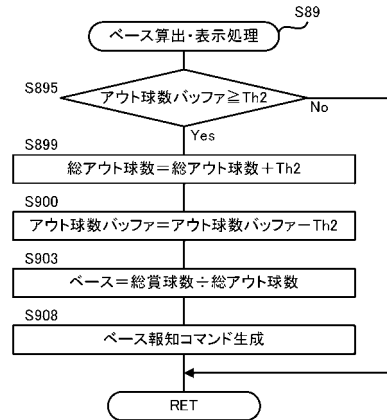 S89
ベース算出・表示処理
S895
アウト球数バッファ≧Th2
No
Yes
S899
総アウト球数=総アウト球数+Th2
S900
アウト球数バッファ=アウト球数バッファ-Th2
S903
ベース=総賞球数÷総アウト球数
S908
ベース報知コマンド生成
RET